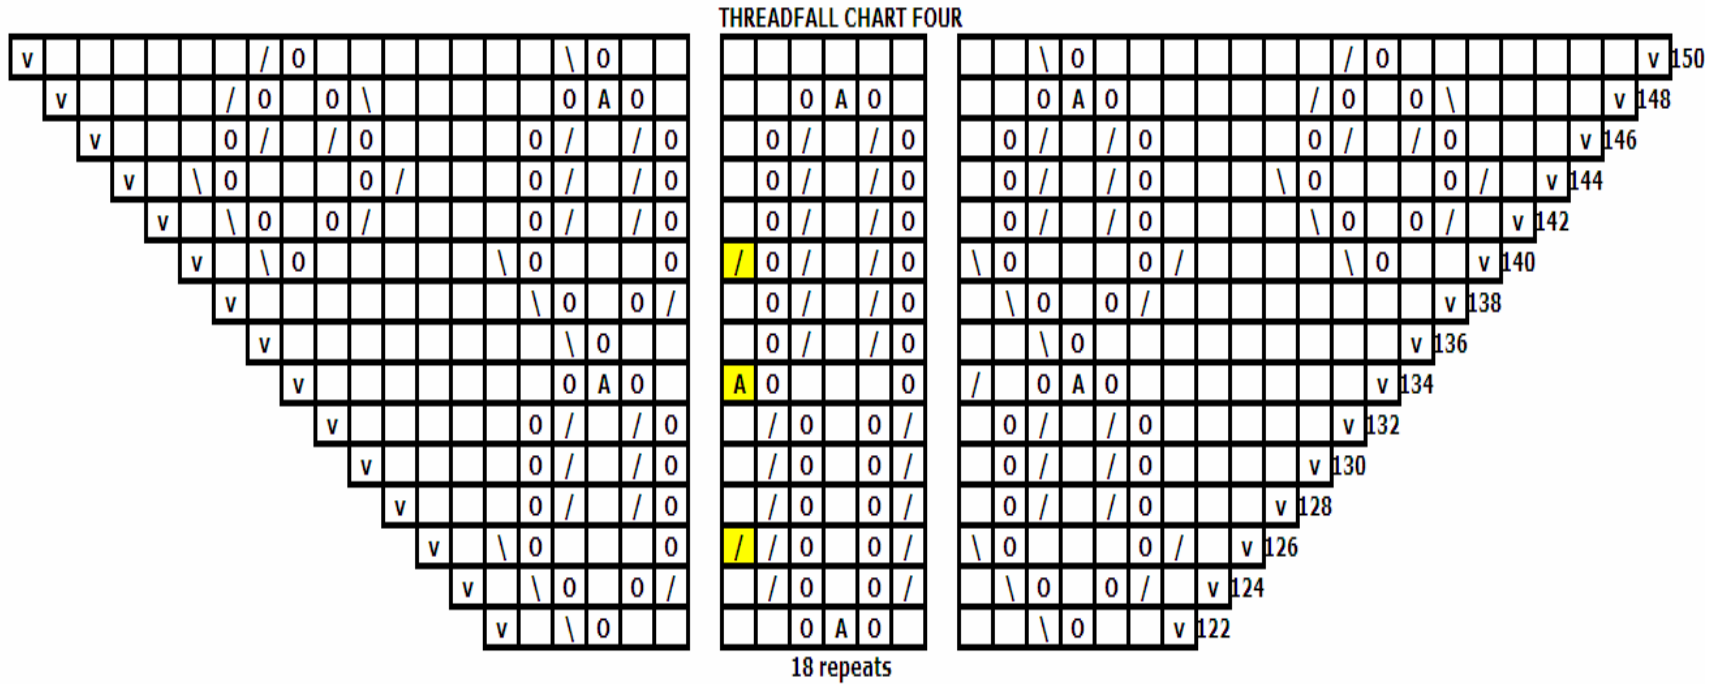 THREADFALL CHART FOUR
v / O \ O \ O / O v 150
v / O O \ O A O O A O O A O / O O \ v 148
v O / / O O / / O O / / O O / / O O / / O v 146
v \ O O / O / / O O / / O O / / O \ O O / v 144
v \ O O / O / / O O / / O O / / O \ O O / v 142
v \ O \ O O / O / / O \ O O / \ O v 140
v \ O O / O / / O \ O O / v 138
v \ O O / / O \ O v 136
v O A O A O O / O A O v 134
v O / / O / O O / O / / O v 132
v O / / O / O O / O / / O v 130
v O / / O / O O / O / / O v 128
v \ O O / / O O / \ O O / v 126
v \ O O / / O O / \ O O / v 124
v \ O O A O \ O v 122
18 repeats